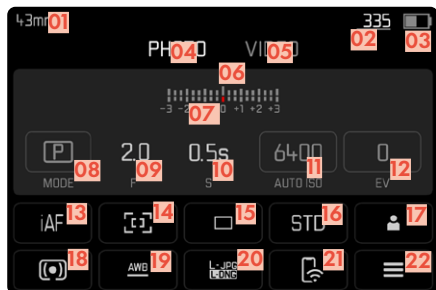 43mm 01 335
02 03
PHOTO 04 VIDEO 05
06
07
-3 -2 0 +1 +2 +3
P 2.0 0.5s 6400 0
08 09 10 11 12
MODE F S AUTO ISO EV
iAF 13 14 15 STD 16 17
18 AWB 19 L-JPG 20 21 22
L-DNG